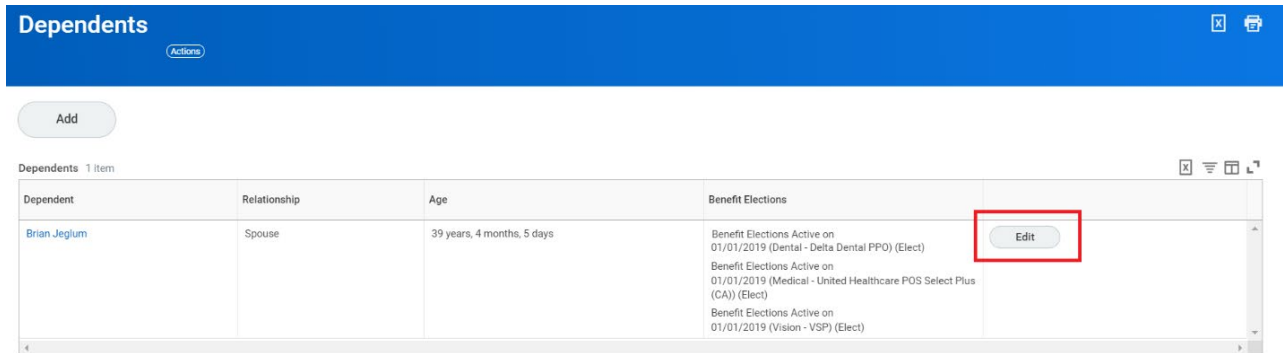 Dependents
Actions
Add
Dependents 1 item
Dependent Relationship Age Benefit Elections
Brian Jeglum Spouse 39 years, 4 months, 5 days Benefit Elections Active on Edit
01/01/2019 (Dental - Delta Dental PPO) (Elect)
Benefit Elections Active on
01/01/2019 (Medical - United Healthcare POS Select Plus
(CA)) (Elect)
Benefit Elections Active on
01/01/2019 (Vision - VSP) (Elect)